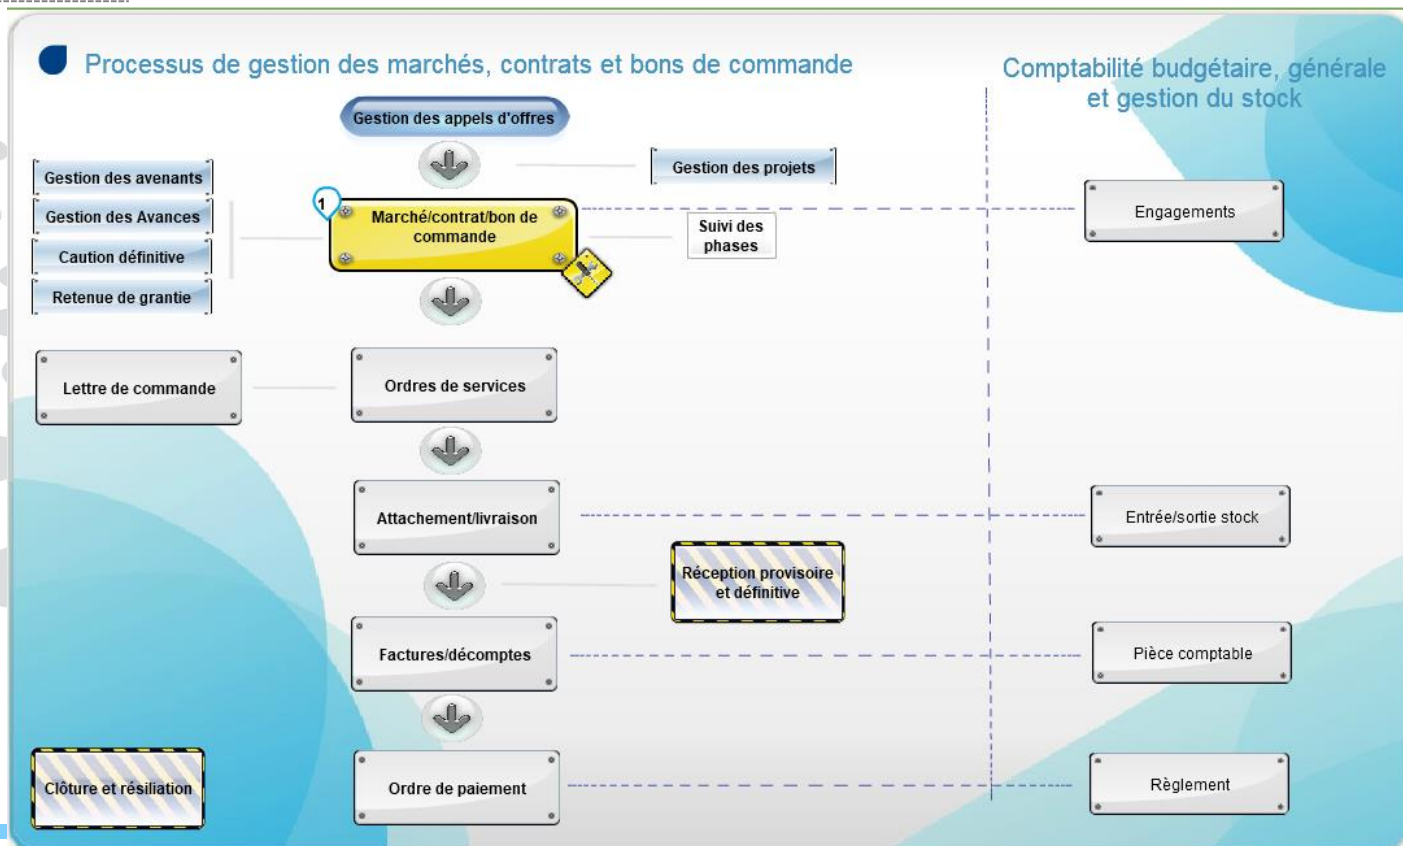 Processus de gestion des marchés, contrats et bons de commande
Comptabilité budgétaire, générale
et gestion du stock
Gestion des appels d'offres
Gestion des projets
Gestion des avenants
Gestion des Avances
Caution définitive
Retenue de grantie
1
Marché/contrat/bon de
commande
Suivi des
phases
Engagements
Lettre de commande
Ordres de services
Attachement/livraison
Entrée/sortie stock
Réception provisoire
et définitive
Factures/décomptes
Pièce comptable
Clôture et résiliation
Ordre de paiement
Règlement